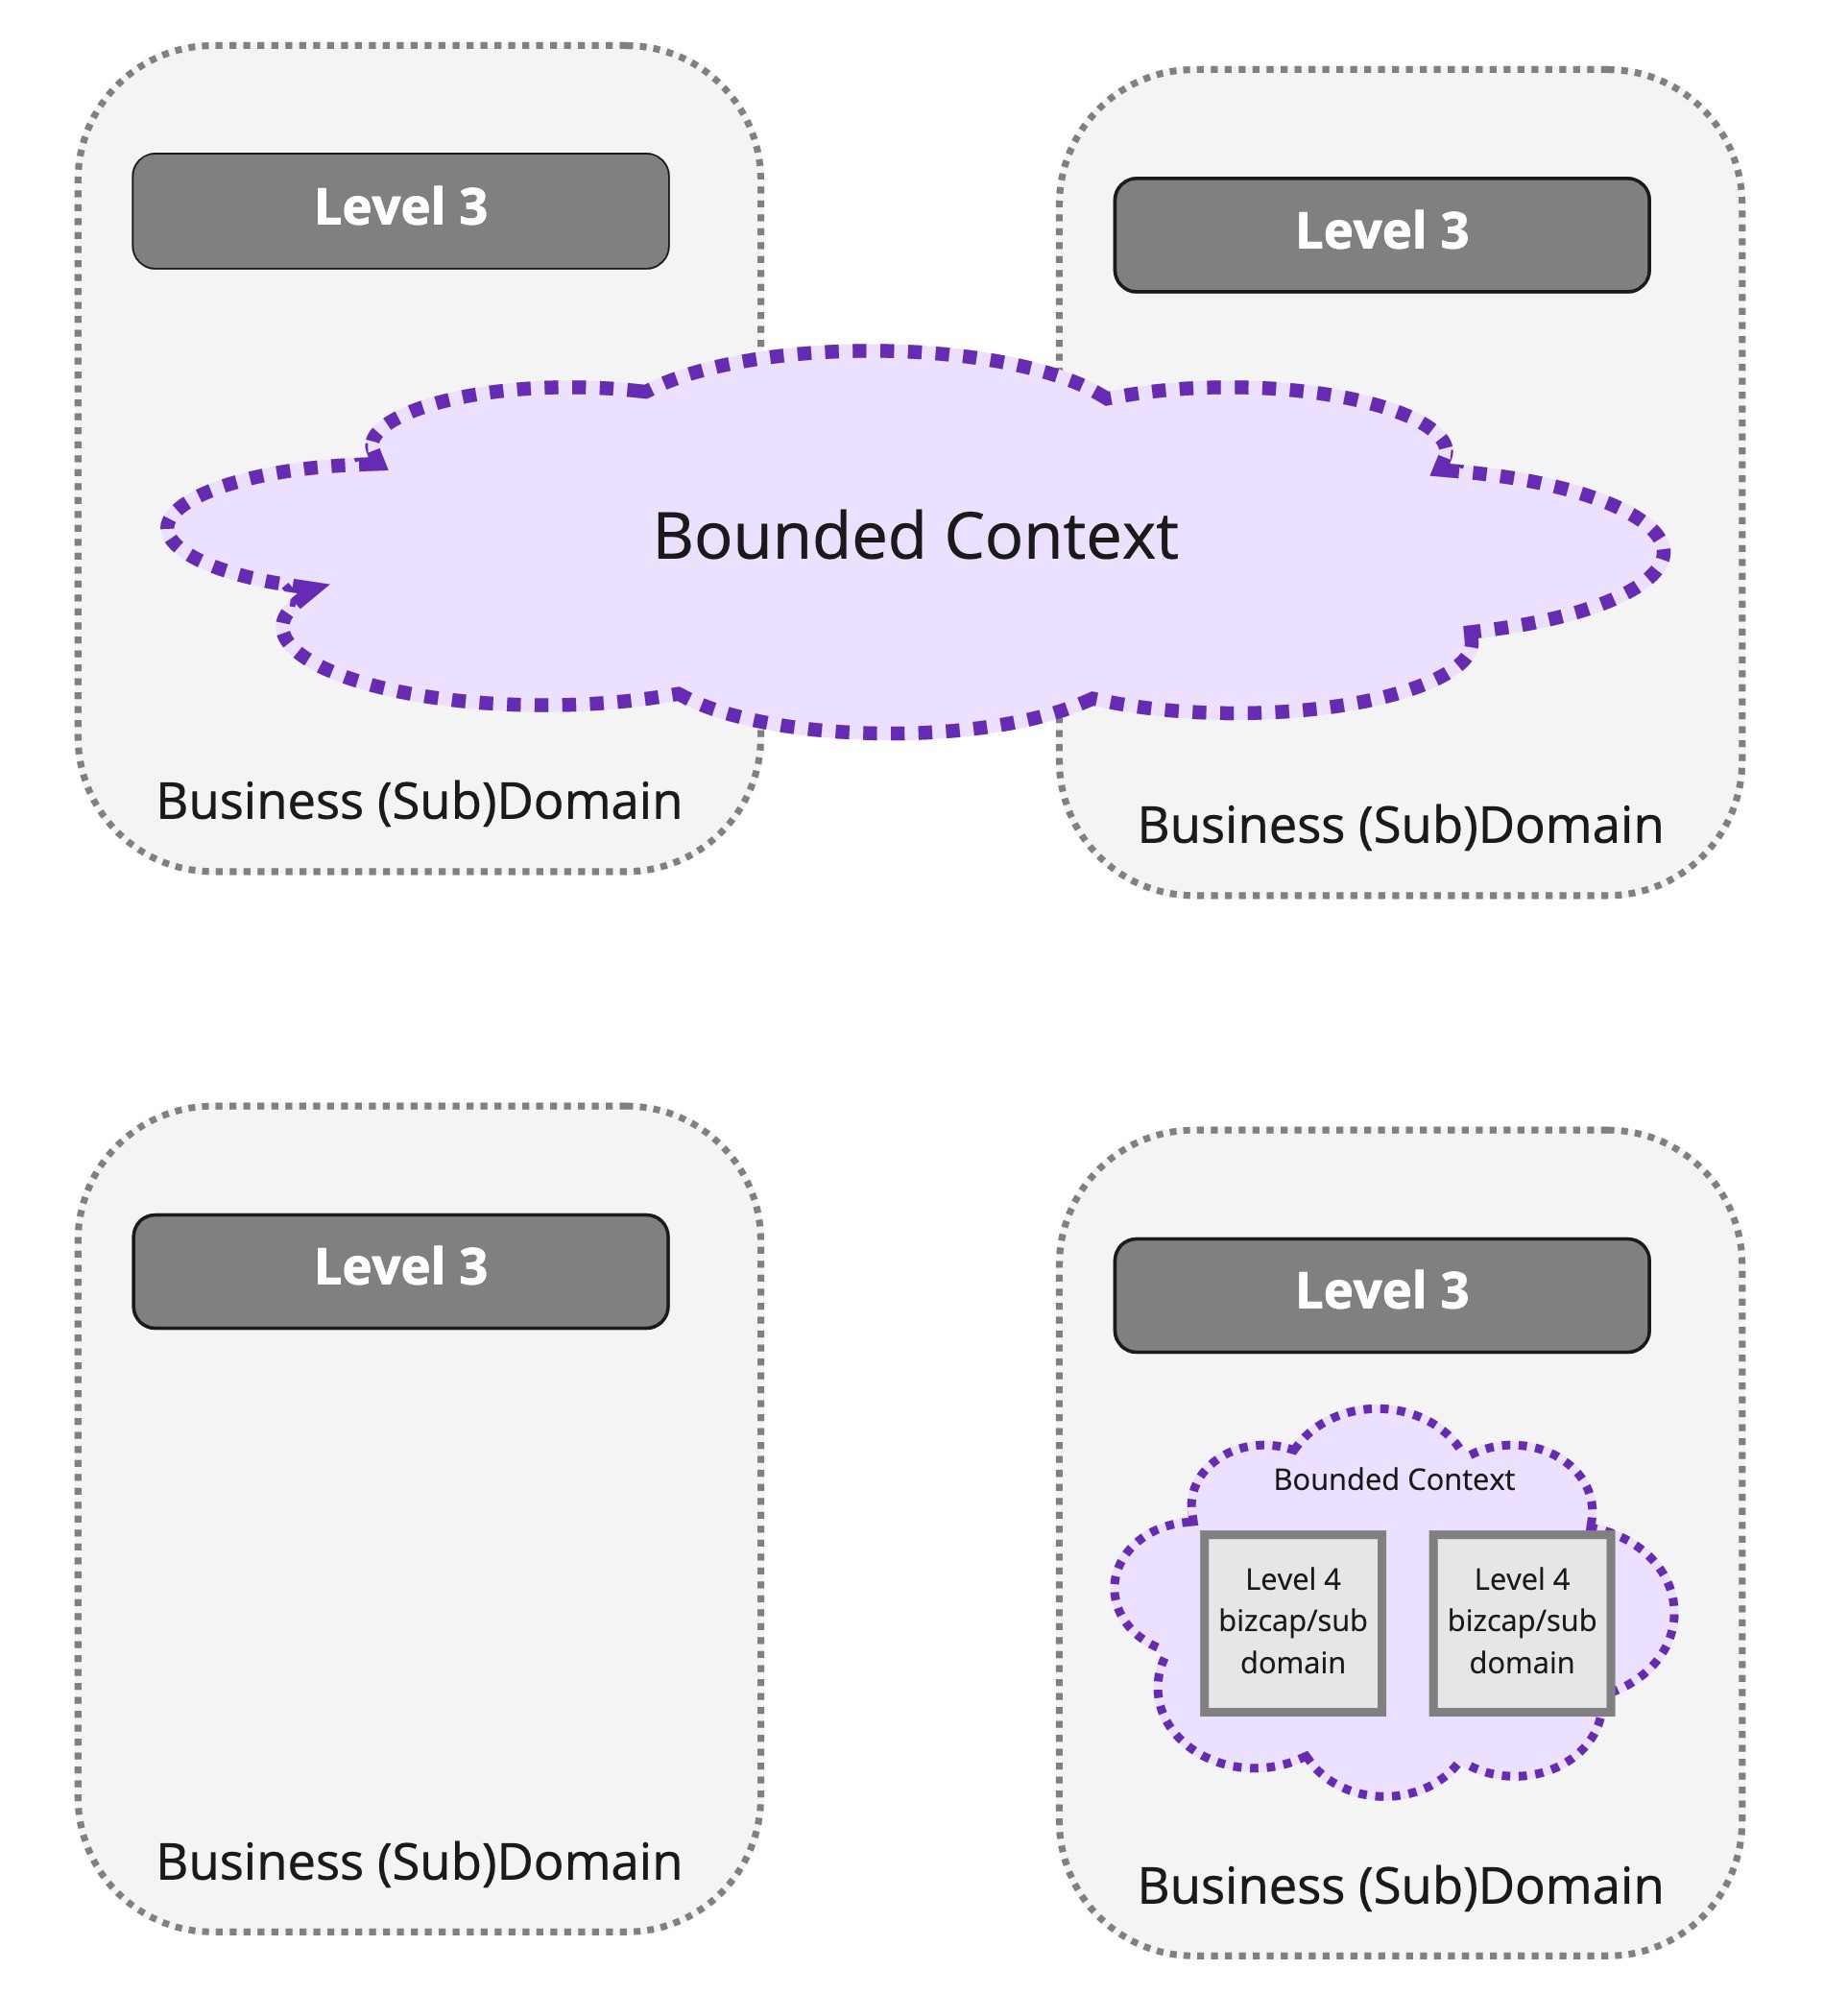 Level 3
Level 3
Bounded Context
Business (Sub)Domain
Business (Sub)Domain
Level 3
Level 3
Bounded Context
Level 4
bizcap/sub
domain
Level 4
bizcap/sub
domain
Business (Sub)Domain
Business (Sub)Domain